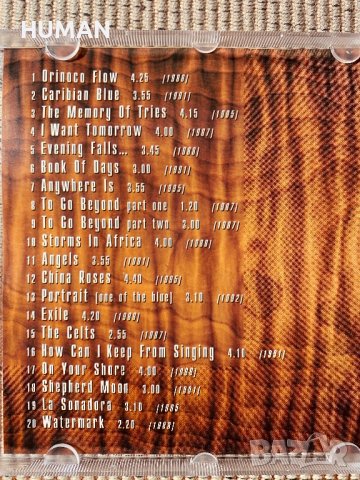 HUMAN
1 Orinoco Flow 4.25 [1988]
2 Caribian Blue 3.55 [1991]
3 The Memory Of Tries 4.15 [1995]
4 I Want Tomorrow 4.00 [1987]
5 Evening Falls... 3.45 [1988]
6 Book Of Days 3.00 [1991]
7 Anywhere Is 3.55 [1995]
8 To Go Beyond part one 1.20 [1987]
9 To Go Beyond part two 3.00 [1987]
10 Storms In Africa 4.00 [1988]
11 Angels 3.55 [1991]
12 China Roses 4.40 [1995]
13 Portrait (one of the blue) 3.10 [1992]
14 Exile 4.20 [1988]
15 The Celts 2.55 [1987]
16 How Can I Keep From Singing 4.10 [1991]
17 On Your Shore 4.00 [1988]
18 Shepherd Moon 3.00 [1991]
19 La Sonadora 3.10 [1995
20 Watermark 2.20 [1988]
BAZAR